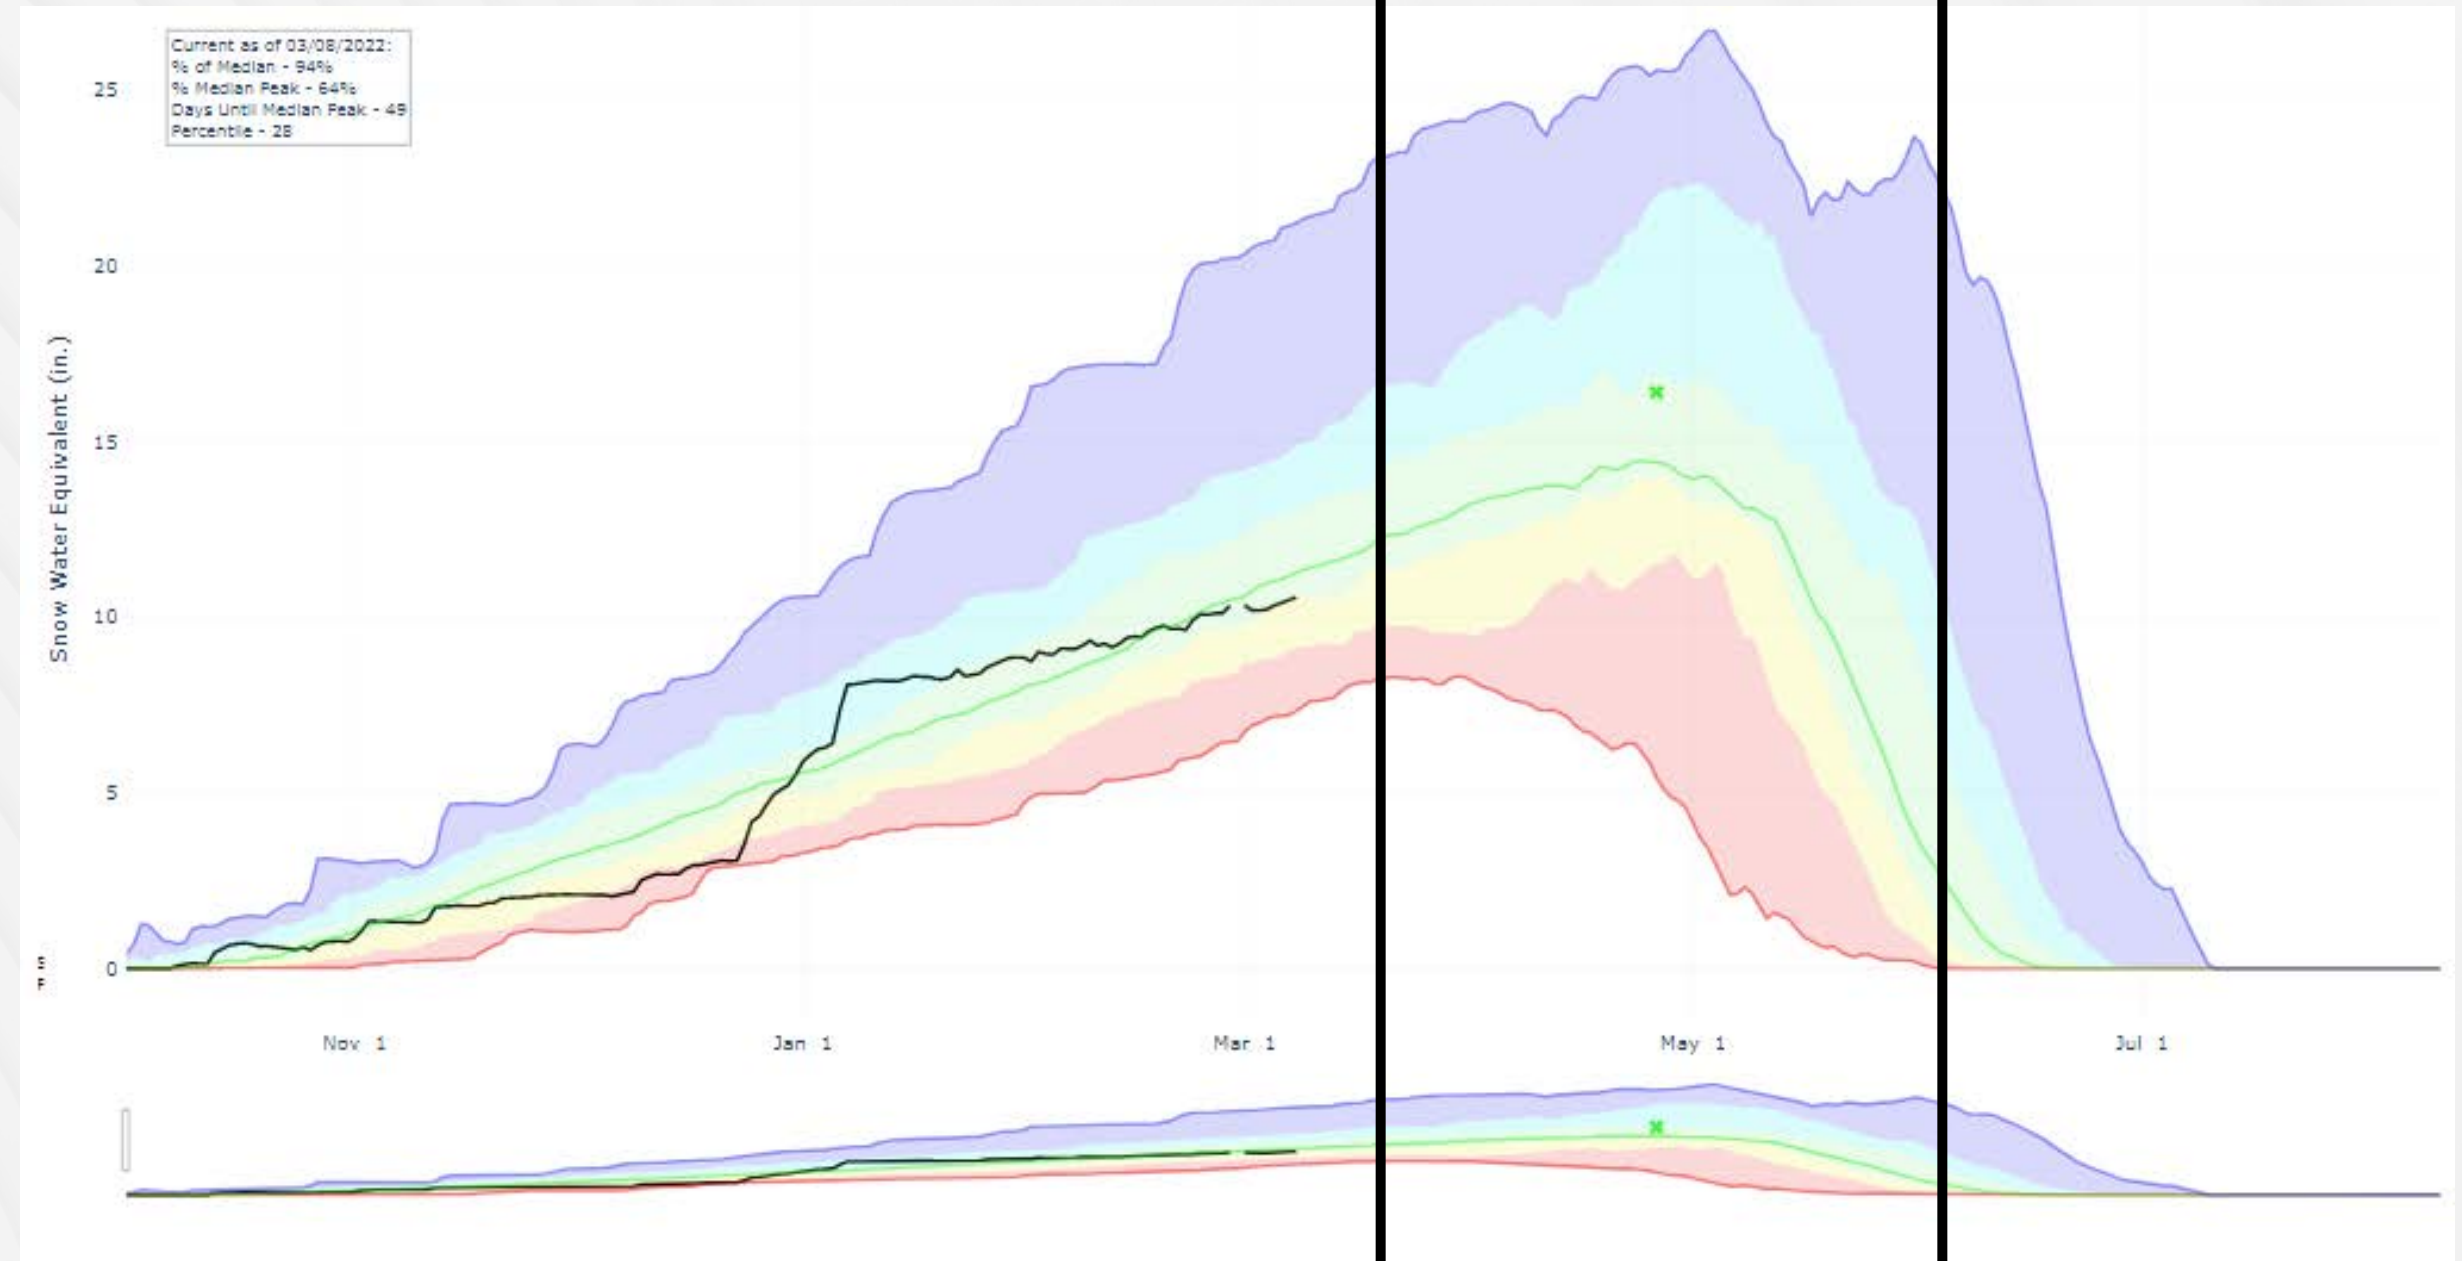 Current as of 03/08/2022:
% of Median - 94%
% Median Peak - 64%
Days Until Median Peak - 49
Percentile - 28
Snow Water Equivalent (in.)
25
20
15
10
5
0
Nov 1
Jan 1
Mar 1
May 1
Jul 1